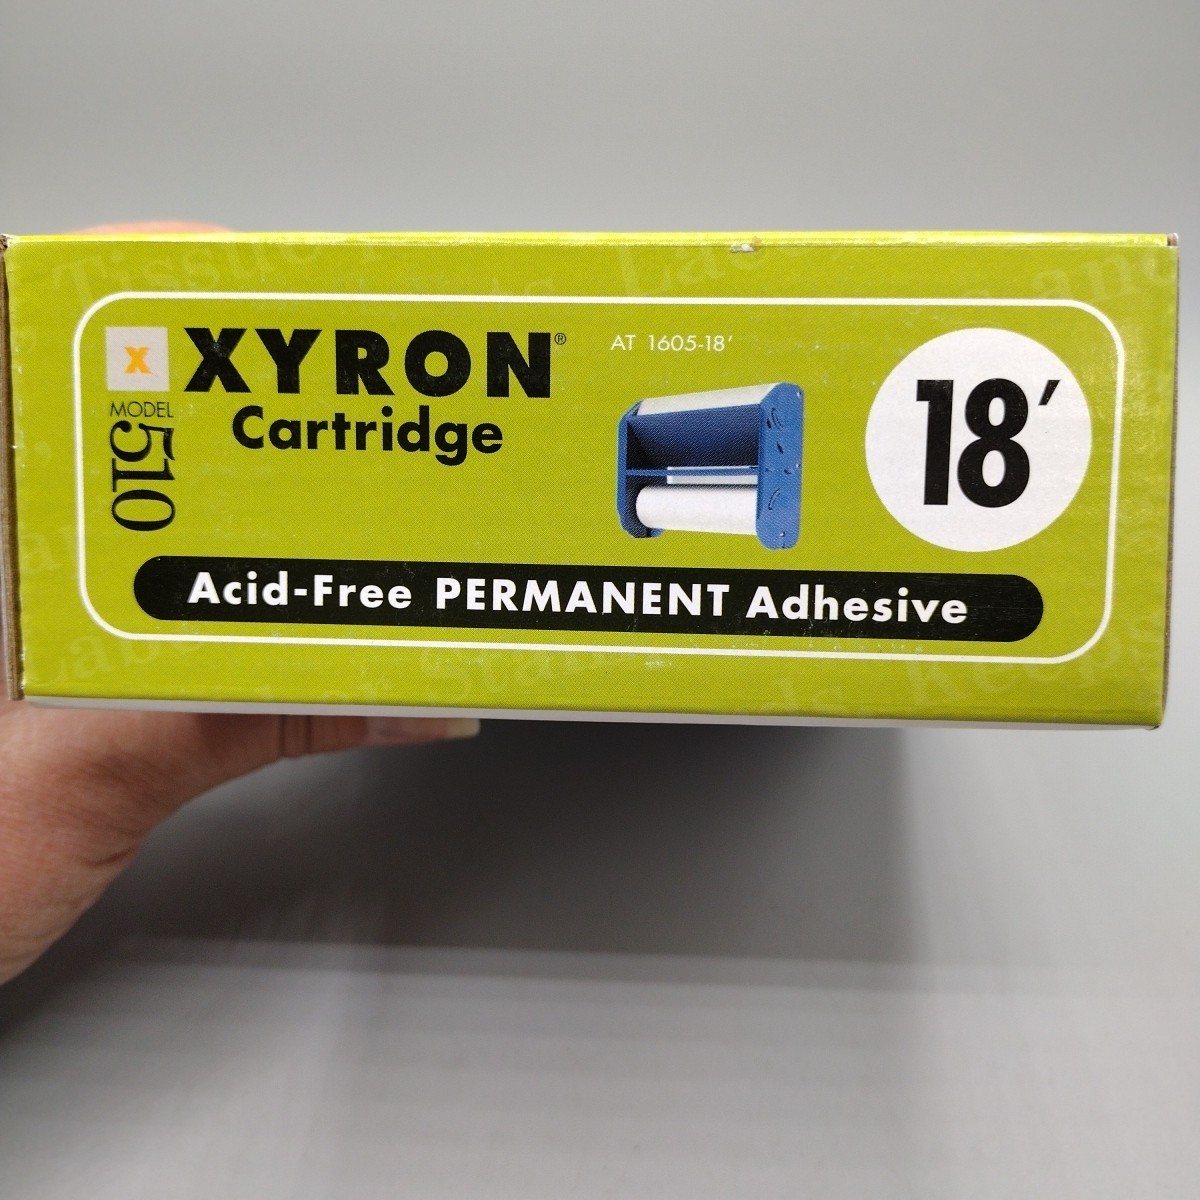 X XYRON®
Cartridge
MODEL
510
AT 1605-18'
18'
Acid-Free PERMANENT Adhesive